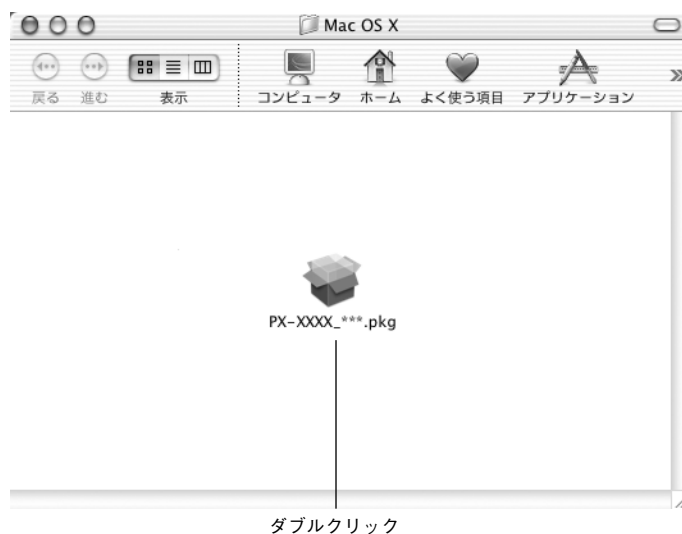 Mac OS X
戻る 進む 表示 コンピュータ ホーム よく使う項目 アプリケーション
PX-XXXX_***.pkg
ダブルクリック